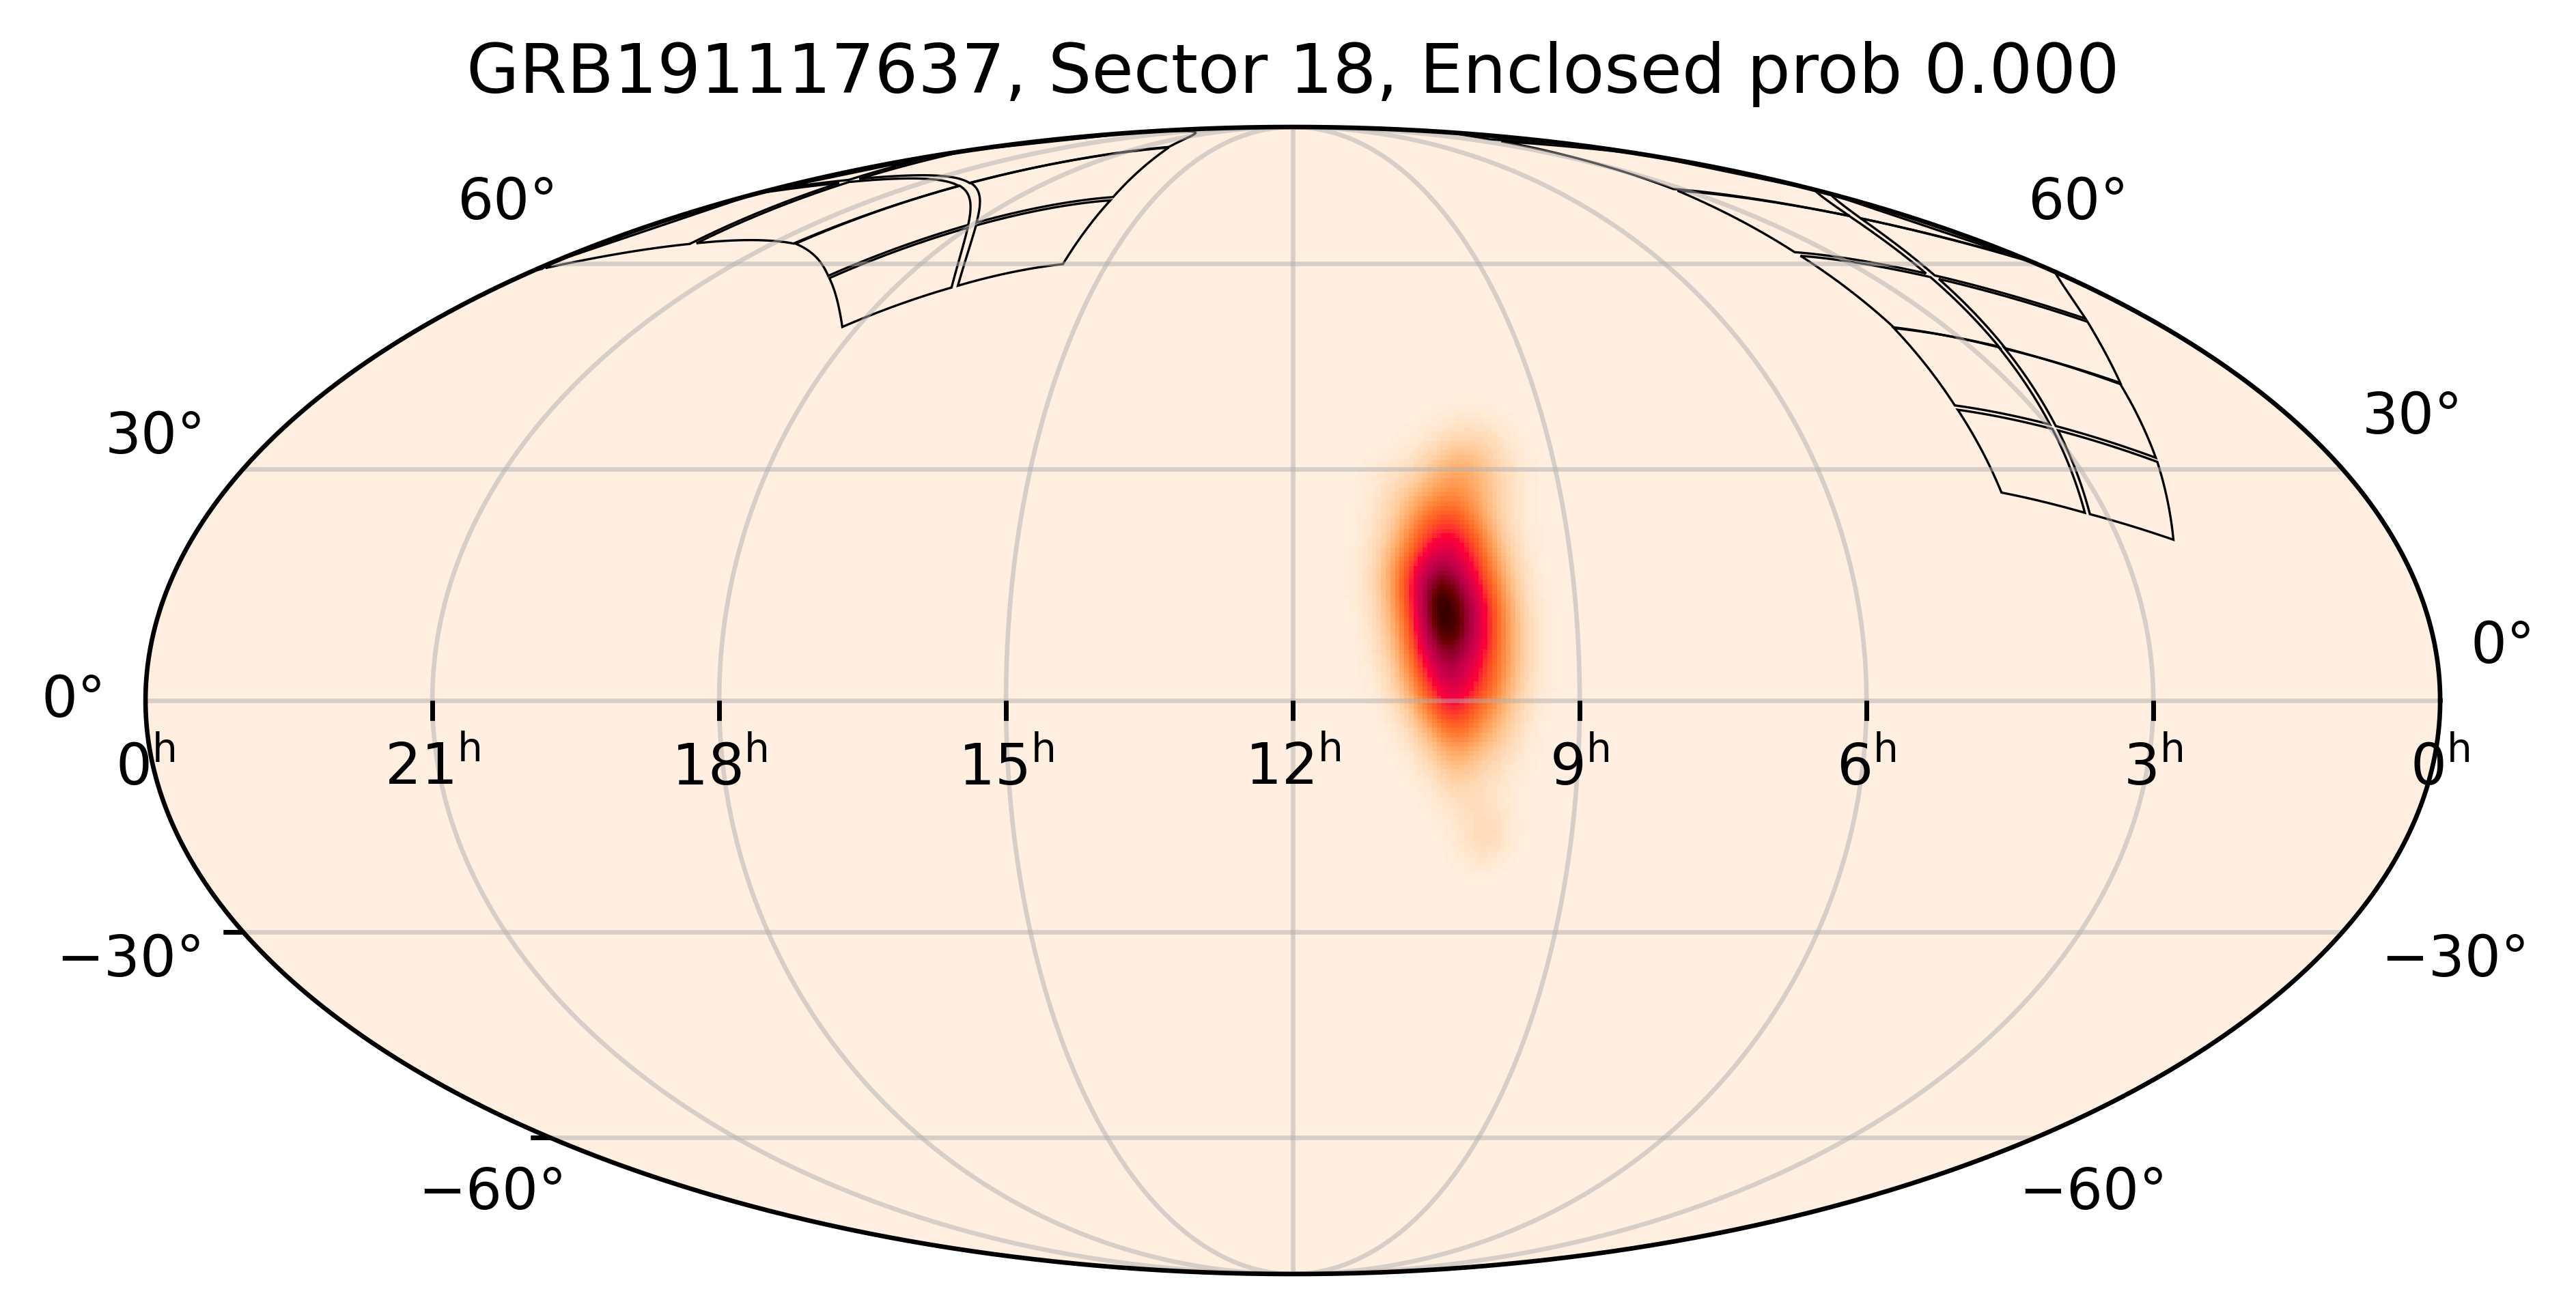 GRB191117637, Sector 18, Enclosed prob 0.000
60° 60°
30° 30°
0° 0°
0ʰ 21ʰ 18ʰ 15ʰ 12ʰ 9ʰ 6ʰ 3ʰ 0ʰ
−30° −30°
−60° −60°